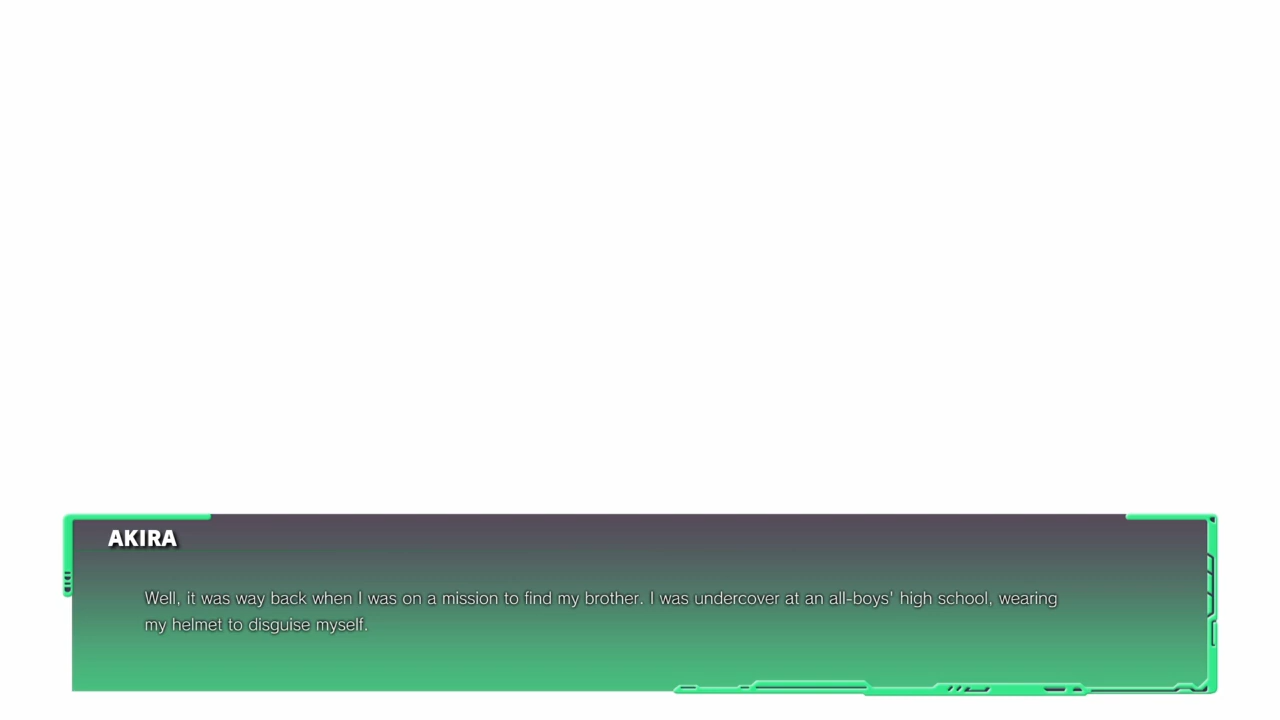 AKIRA
Well, it was way back when I was on a mission to find my brother. I was undercover at an all-boys' high school, wearing
my helmet to disguise myself.